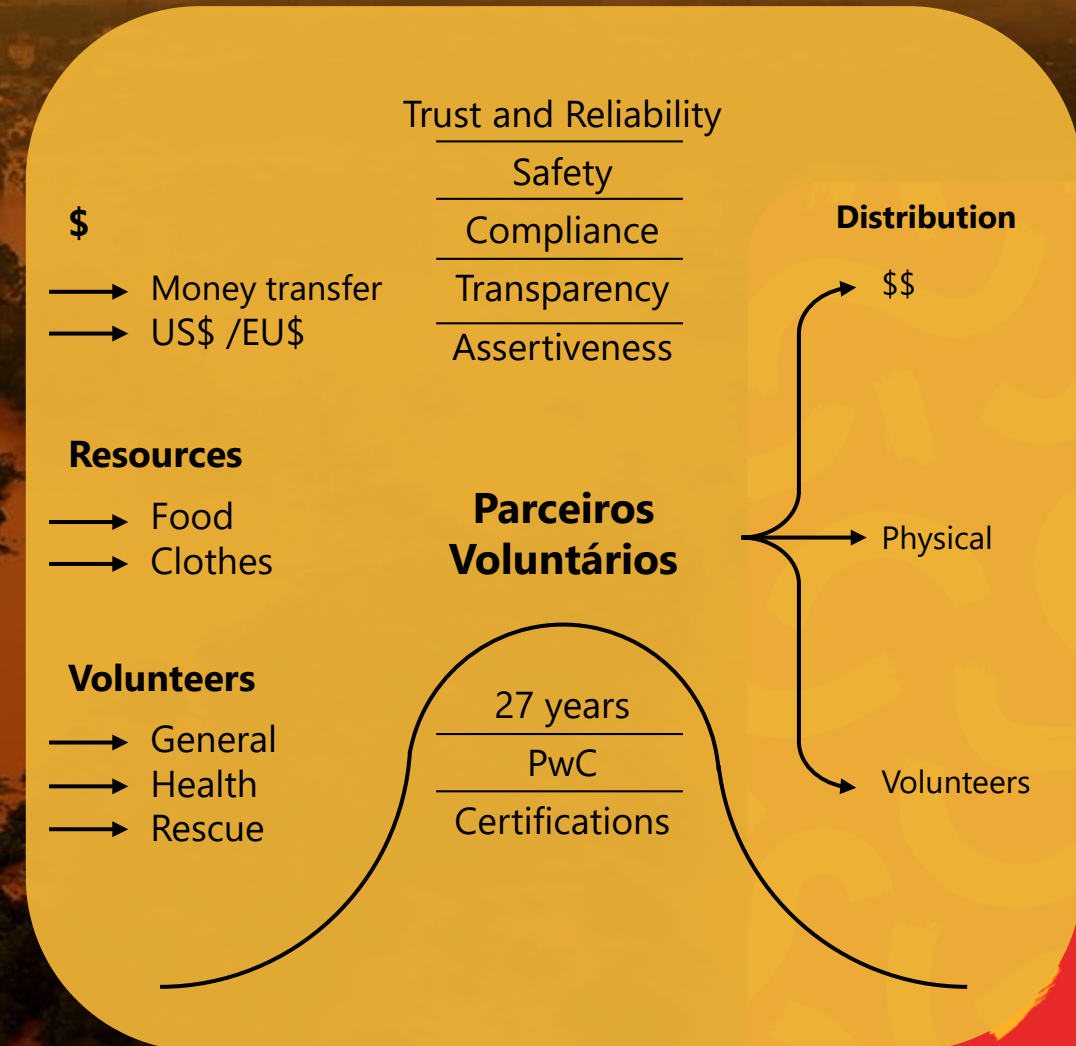 $
Money transfer
US$ /EU$
Resources
Food
Clothes
Volunteers
General
Health
Rescue
Trust and Reliability
Safety
Compliance
Transparency
Assertiveness
Parceiros
Voluntários
27 years
PwC
Certifications
Distribution
$$
Physical
Volunteers